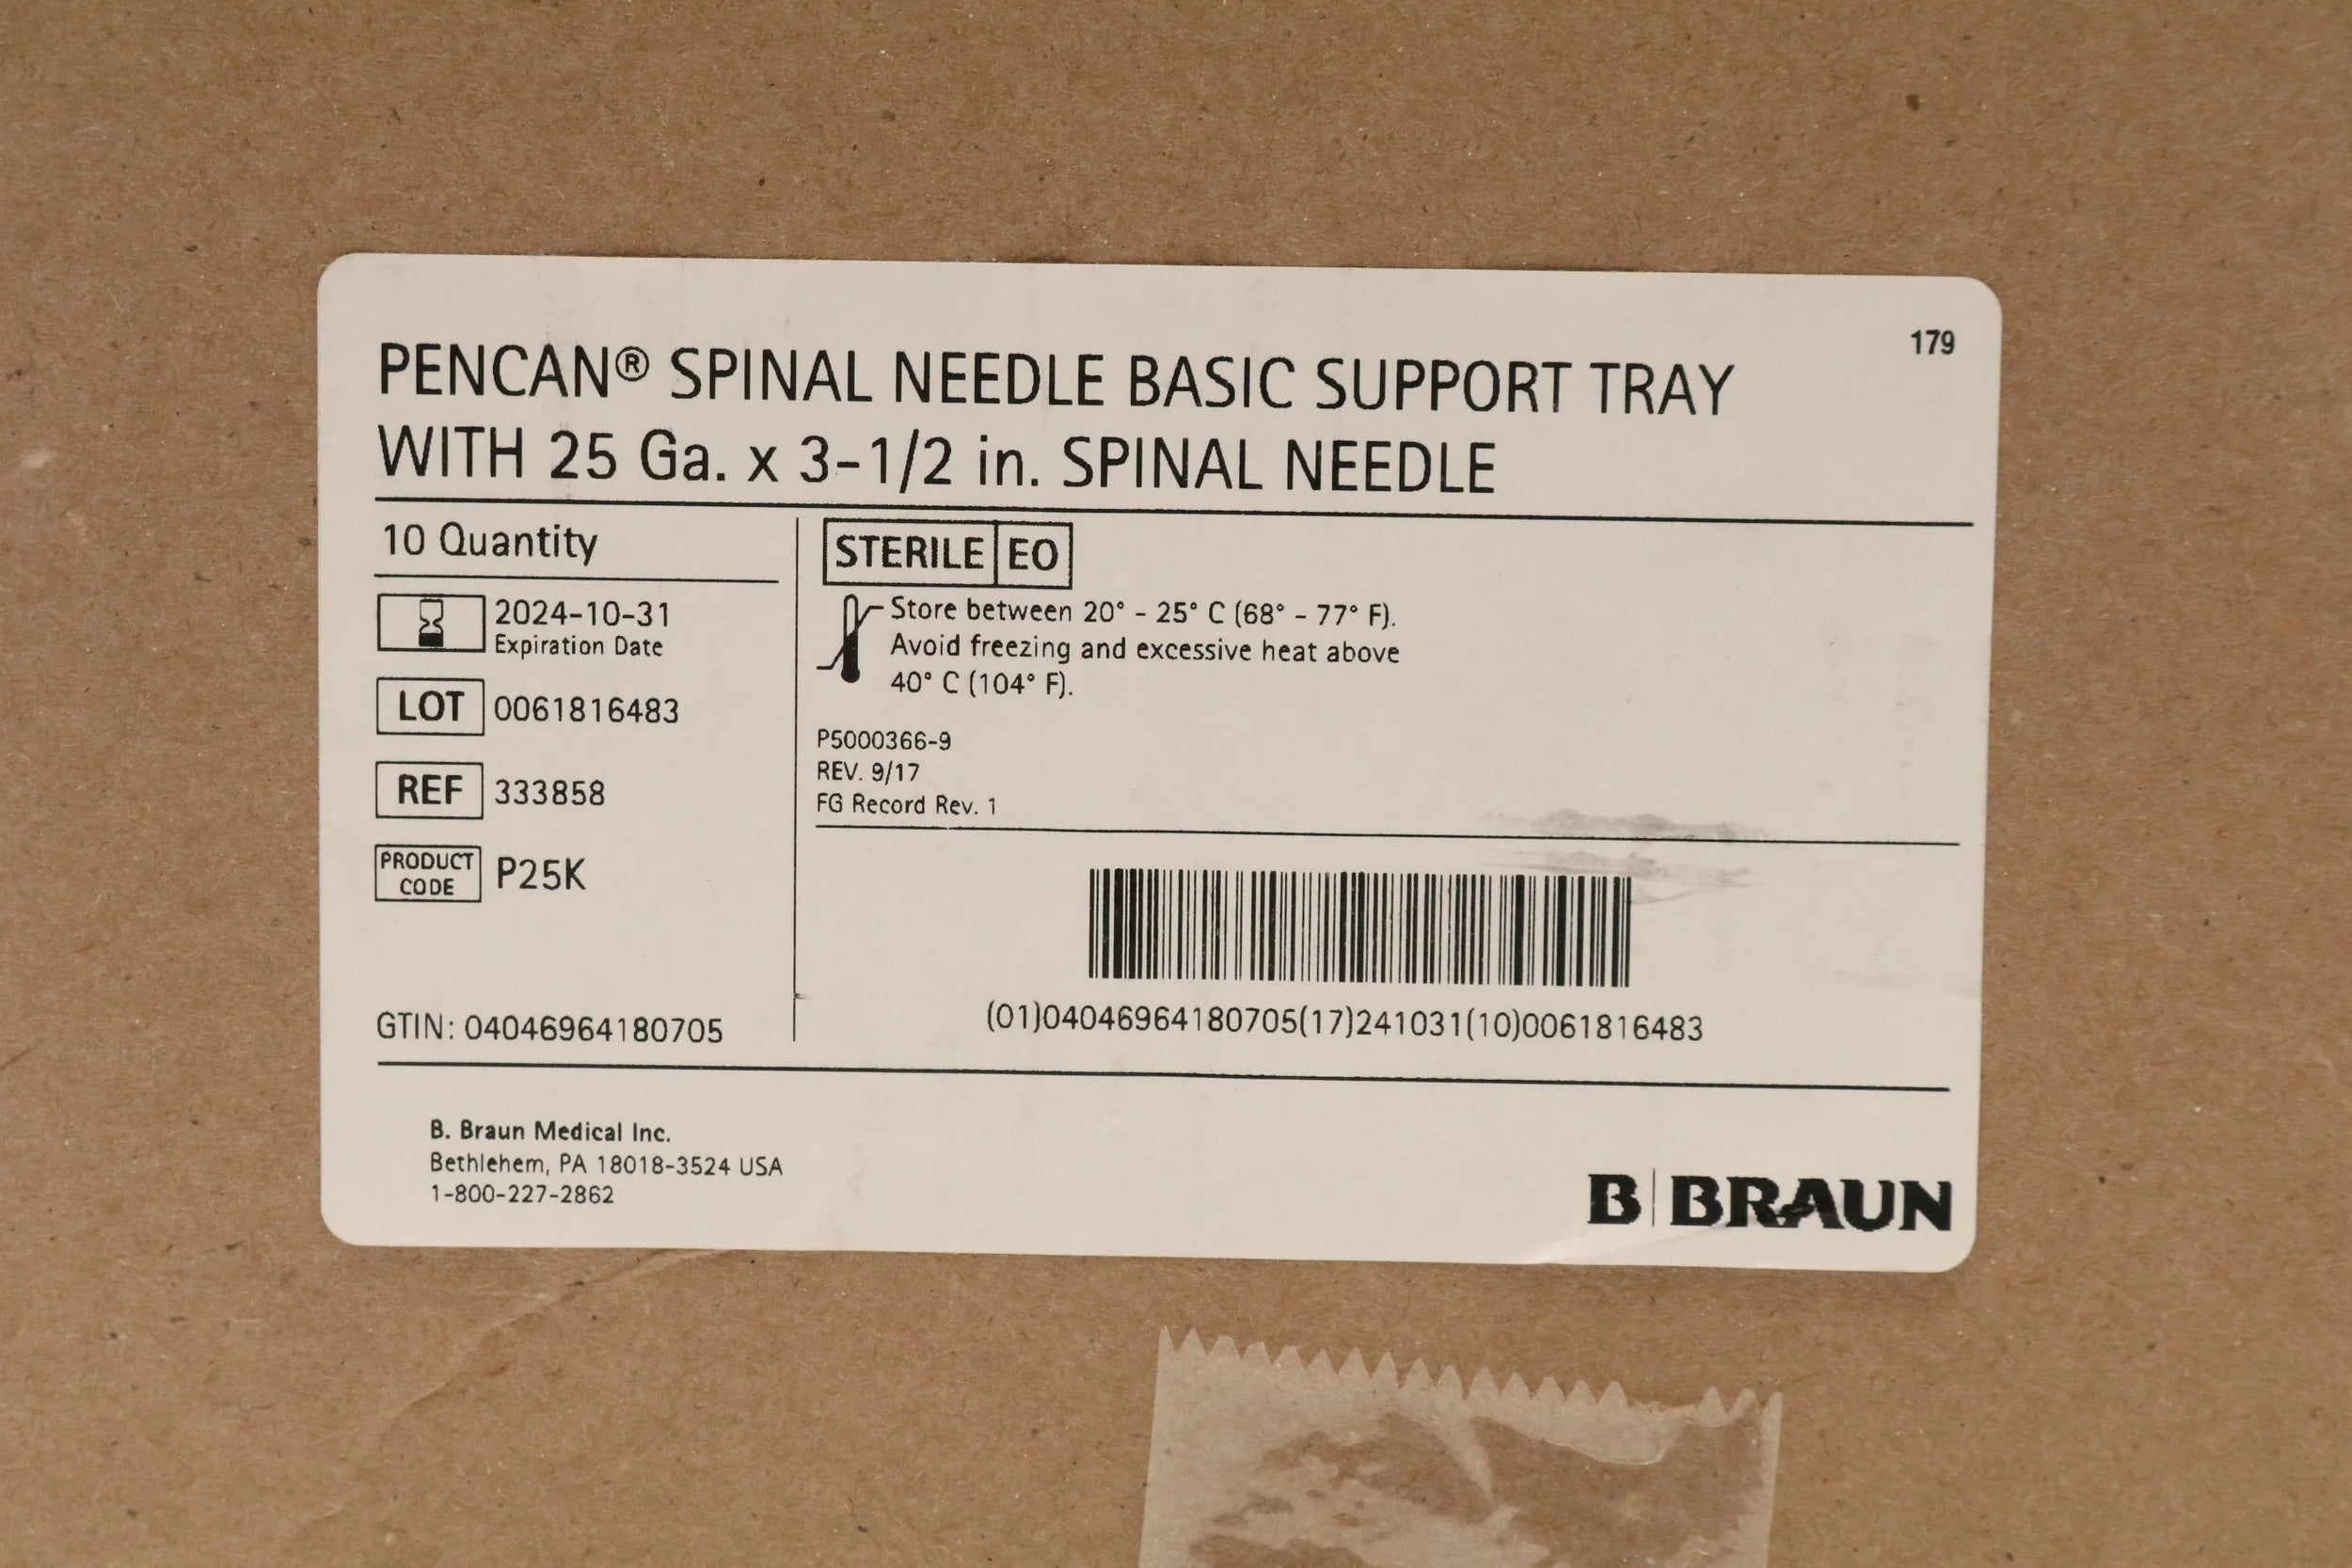 179
PENCAN® SPINAL NEEDLE BASIC SUPPORT TRAY
WITH 25 Ga. x 3-1/2 in. SPINAL NEEDLE
10 Quantity
2024-10-31
Expiration Date
LOT 0061816483
REF 333858
PRODUCT
CODE
P25K
GTIN: 04046964180705
STERILE EO
Store between 20° - 25° C (68° - 77° F).
Avoid freezing and excessive heat above
40° C (104° F).
P5000366-9
REV. 9/17
FG Record Rev. 1
(01)04046964180705(17)241031(10)0061816483
B. Braun Medical Inc.
Bethlehem, PA 18018-3524 USA
1-800-227-2862
B|BRAUN